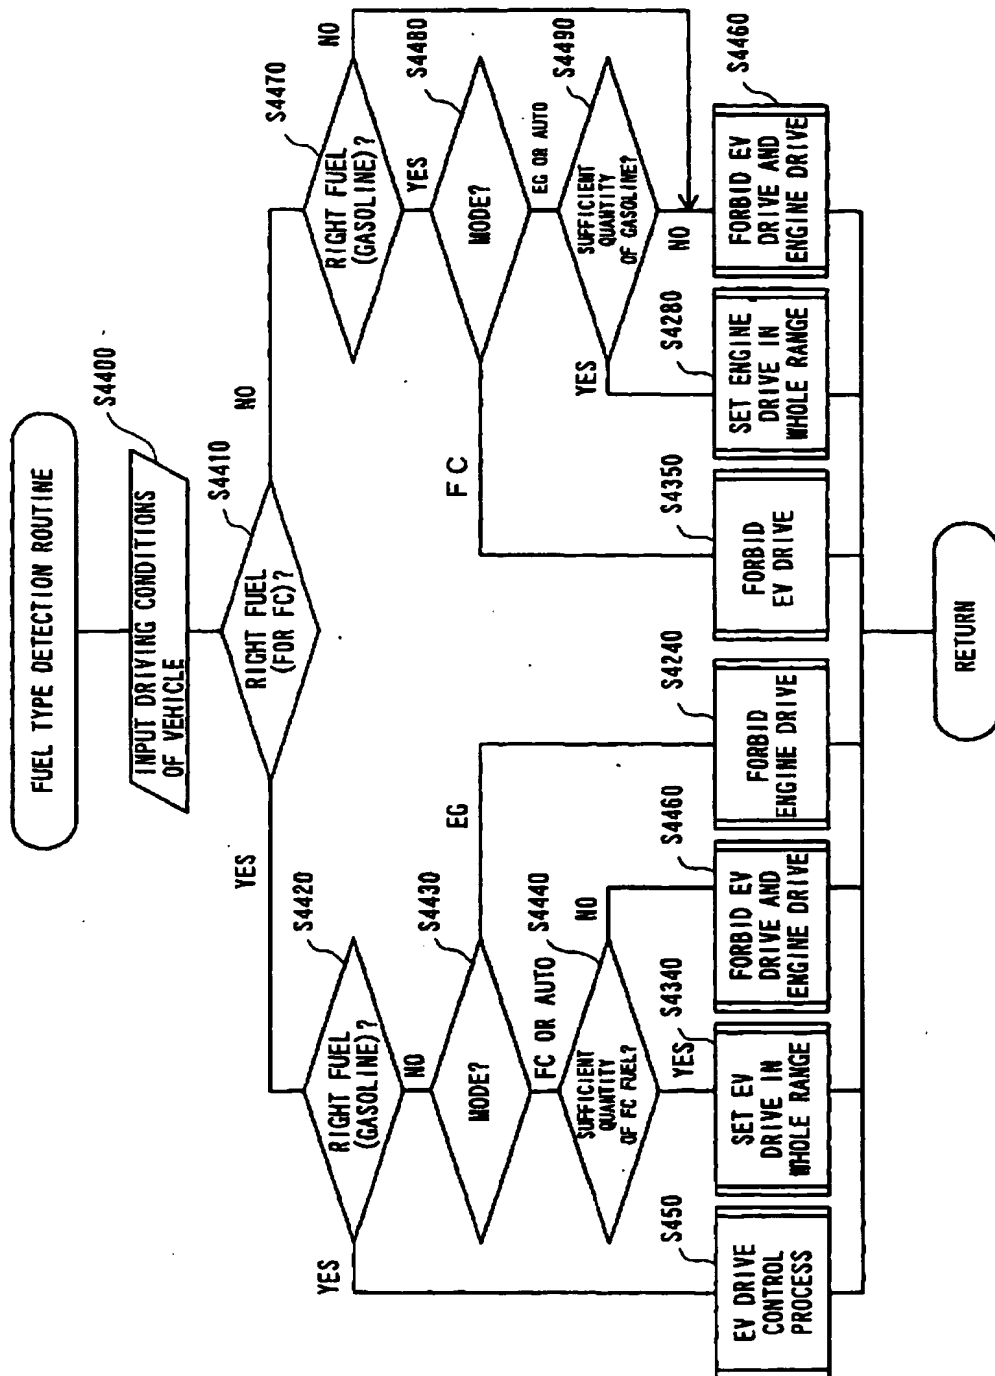 FUEL TYPE DETECTION ROUTINE
S4400
INPUT DRIVING CONDITIONS
OF VEHICLE
S4410
RIGHT FUEL
(FOR FC)?
YES
NO
S4420
RIGHT FUEL
(GASOLINE)?
YES
NO
S4430
MODE?
EG
FC OR AUTO
S4440
SUFFICIENT
QUANTITY
OF FC FUEL?
NO
YES
S4470
RIGHT FUEL
(GASOLINE)?
NO
YES
S4480
MODE?
FC
EG OR AUTO
S4490
SUFFICIENT
QUANTITY
OF GASOLINE?
YES
NO
S450
EV DRIVE
CONTROL
PROCESS
S4340
SET EV
DRIVE IN
WHOLE RANGE
S4460
FORBID EV
DRIVE AND
ENGINE DRIVE
S4240
FORBID
ENGINE DRIVE
S4350
FORBID
EV DRIVE
S4280
SET ENGINE
DRIVE IN
WHOLE RANGE
S4460
FORBID EV
DRIVE AND
ENGINE DRIVE
RETURN